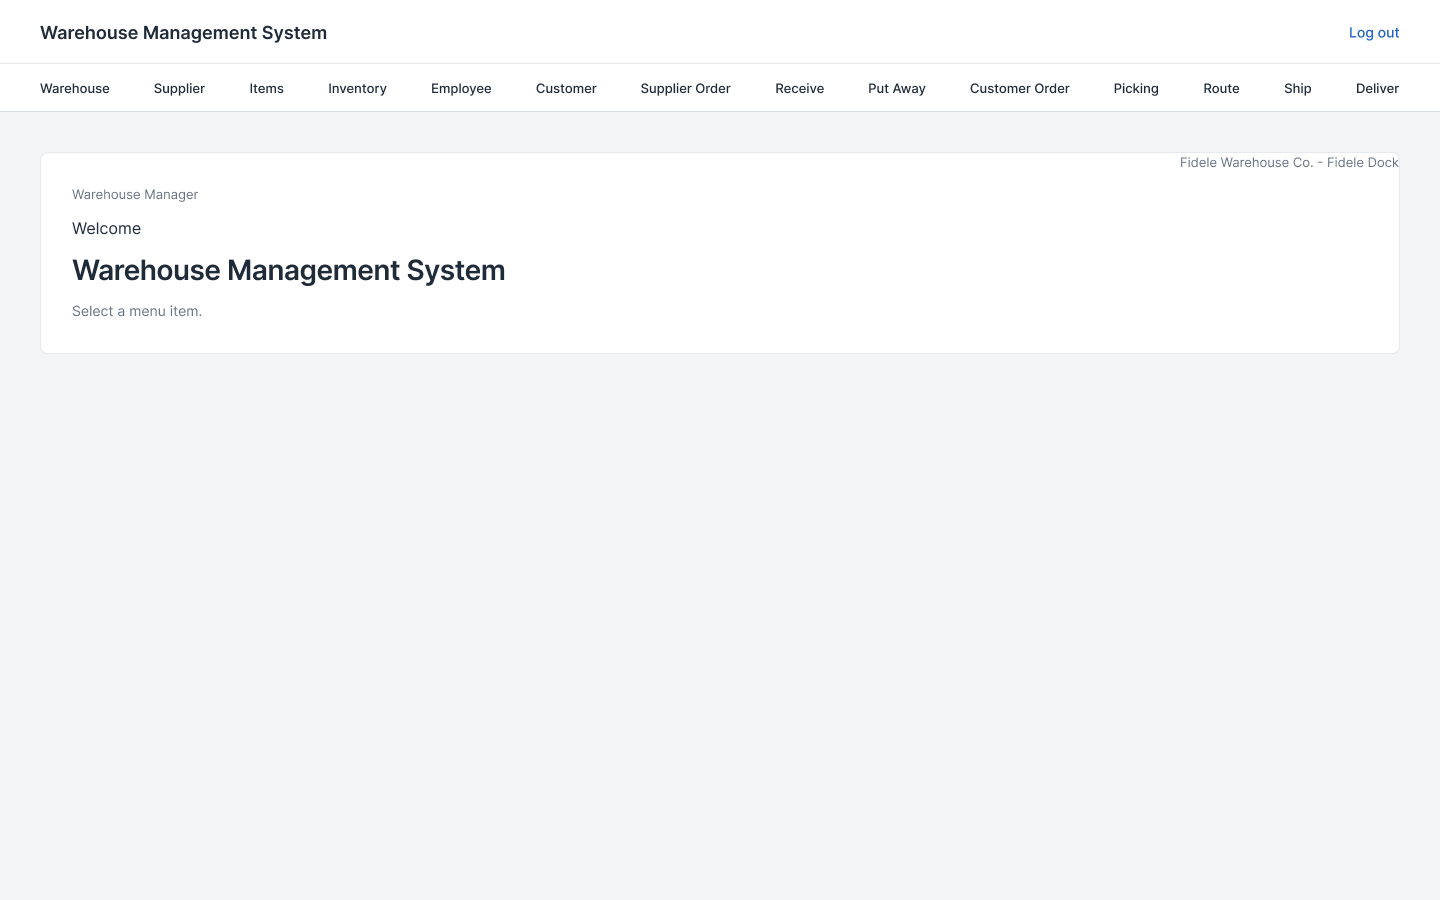 Warehouse Management System
Log out
Warehouse Supplier Items Inventory Employee Customer Supplier Order Receive Put Away Customer Order Picking Route Ship Deliver
Fidele Warehouse Co. - Fidele Dock
Warehouse Manager
Welcome
Warehouse Management System
Select a menu item.